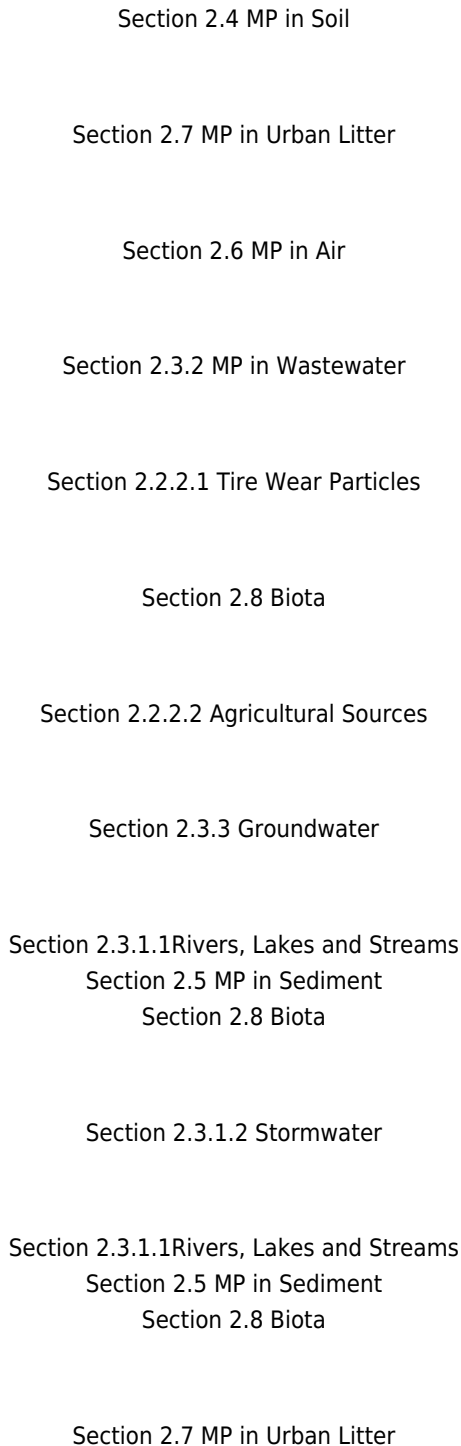 Section 2.4 MP in Soil
Section 2.7 MP in Urban Litter
Section 2.6 MP in Air
Section 2.3.2 MP in Wastewater
Section 2.2.2.1 Tire Wear Particles
Section 2.8 Biota
Section 2.2.2.2 Agricultural Sources
Section 2.3.3 Groundwater
Section 2.3.1.1Rivers, Lakes and Streams
Section 2.5 MP in Sediment
Section 2.8 Biota
Section 2.3.1.2 Stormwater
Section 2.3.1.1Rivers, Lakes and Streams
Section 2.5 MP in Sediment
Section 2.8 Biota
Section 2.7 MP in Urban Litter